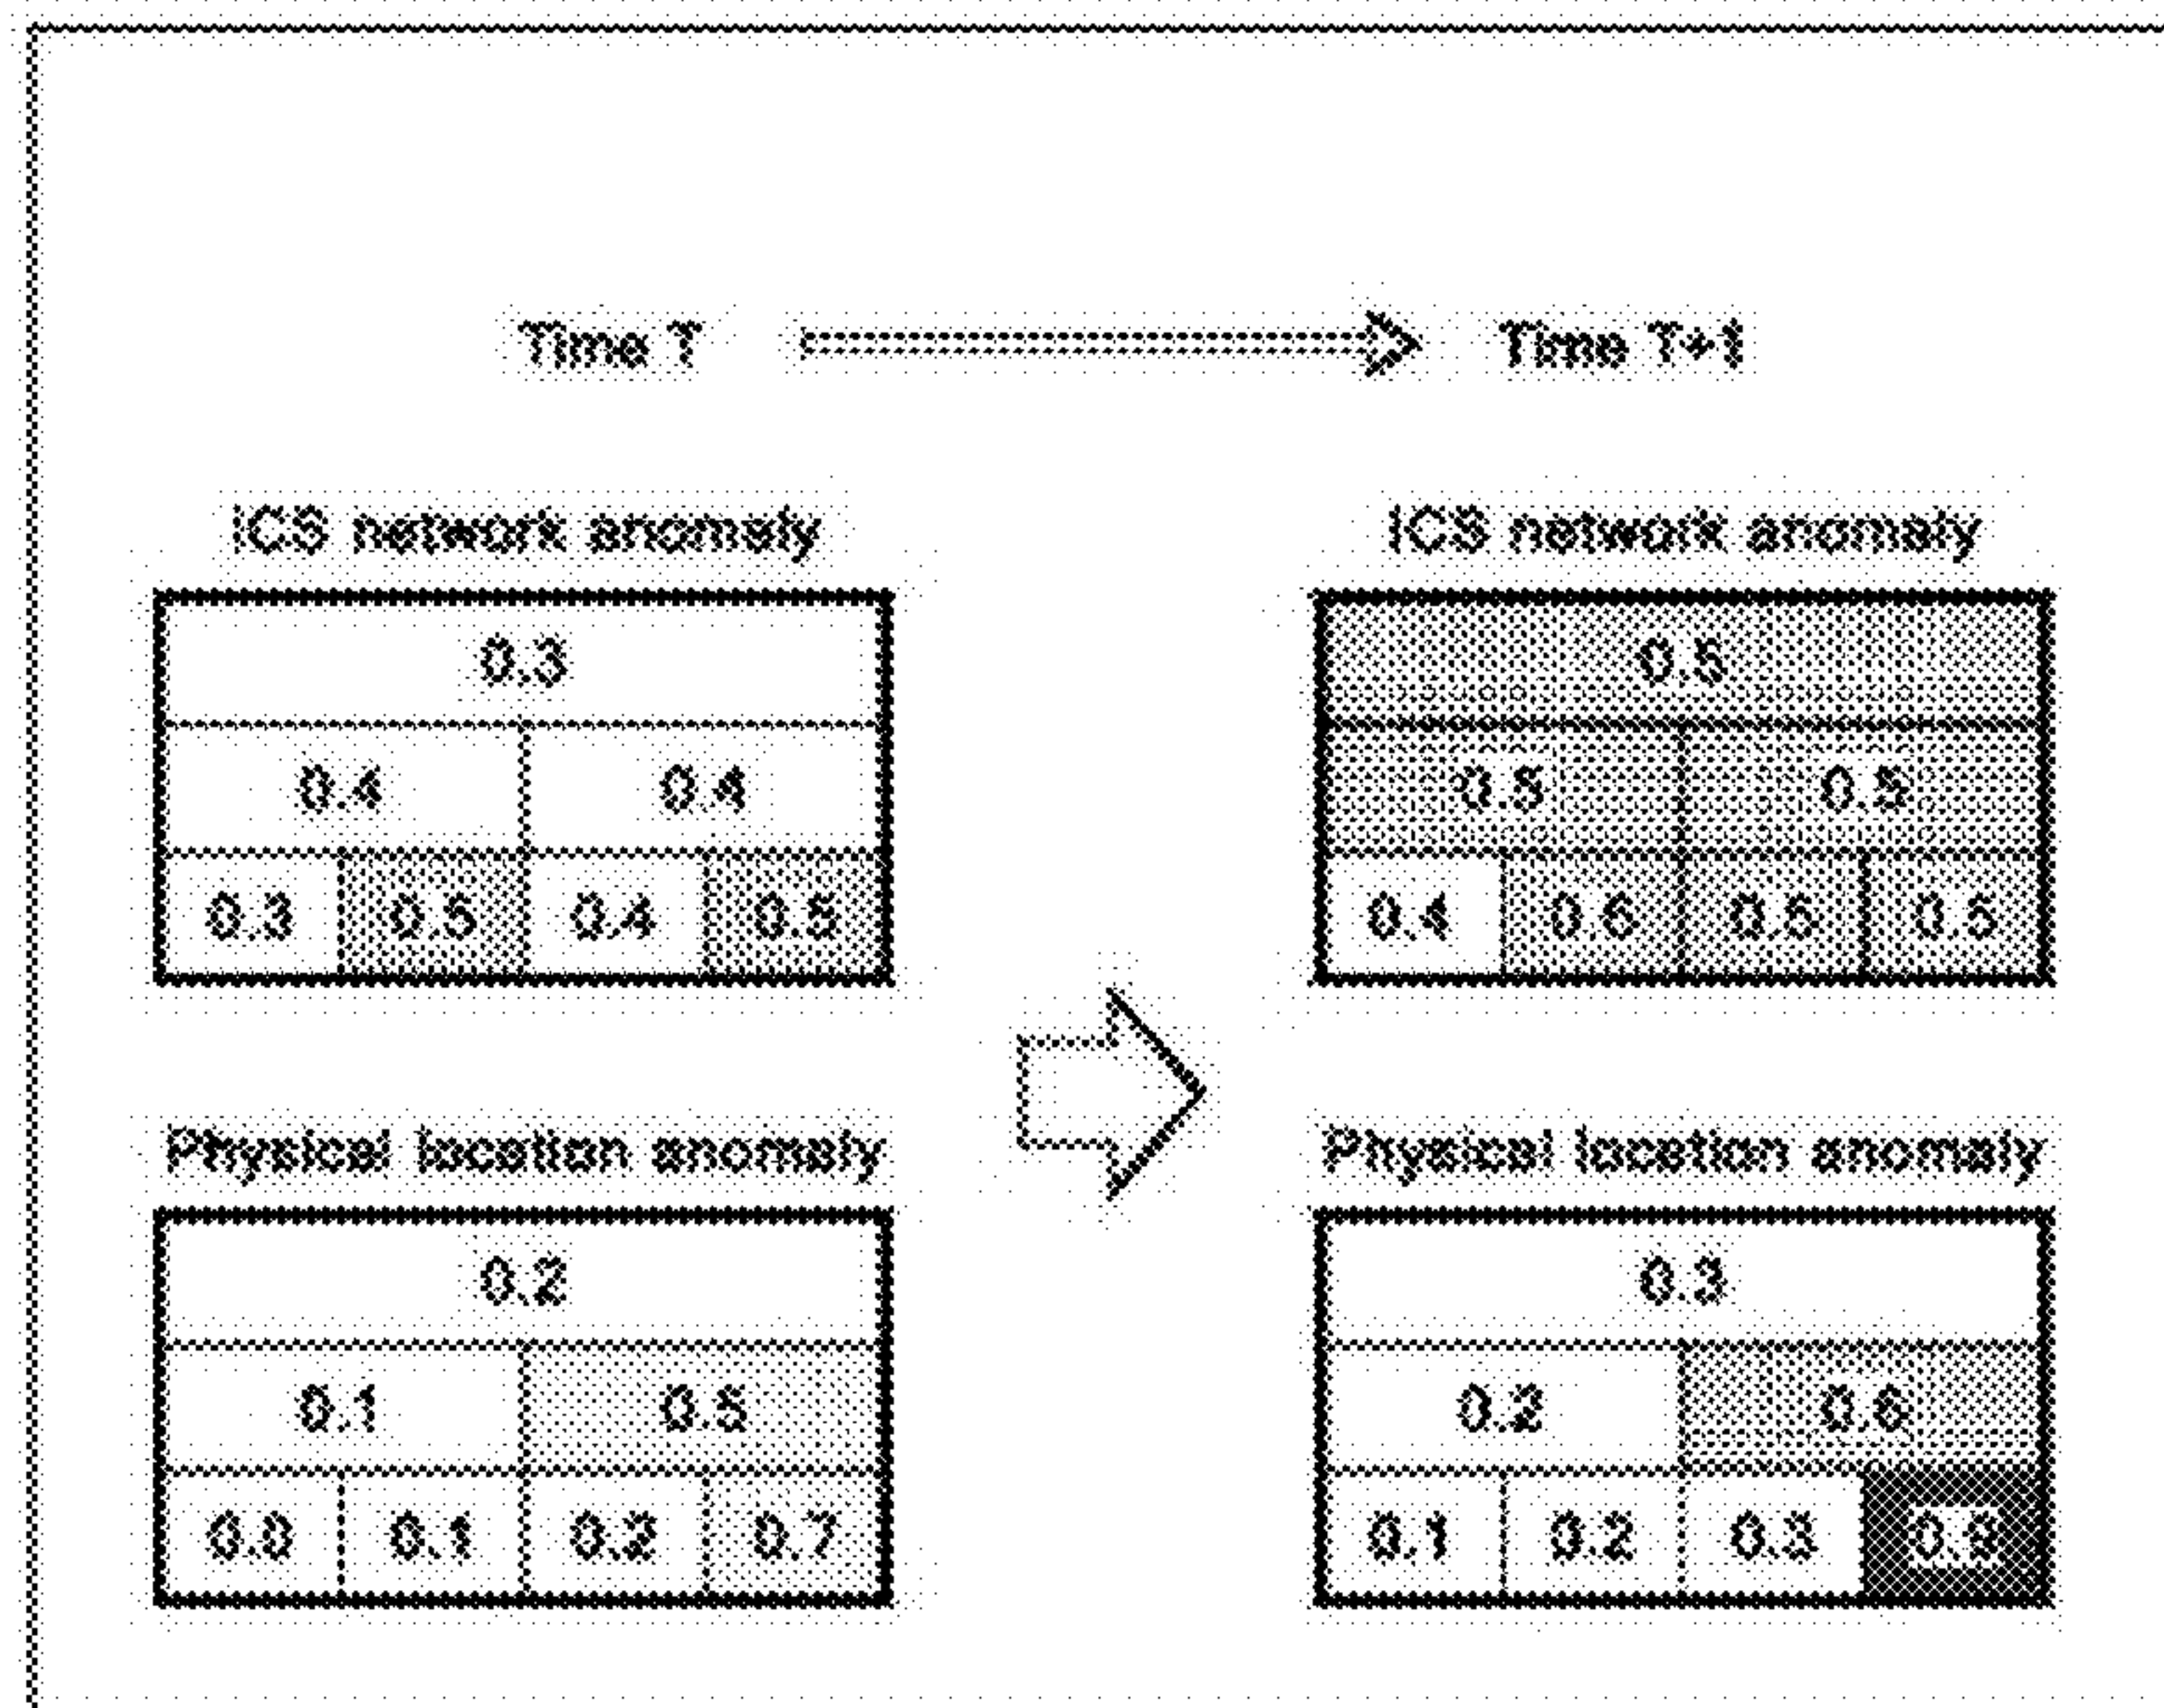 Time T
Time T+1
ICS network anomaly
ICS network anomaly
0.3
0.5
0.4 0.4
0.5 0.5
0.3 0.5 0.4 0.5
0.4 0.6 0.5
Physical location anomaly
Physical location anomaly
0.2
0.3
0.1 0.5
0.2 0.6
0.0 0.1 0.2 0.7
0.1 0.2 0.3 0.9